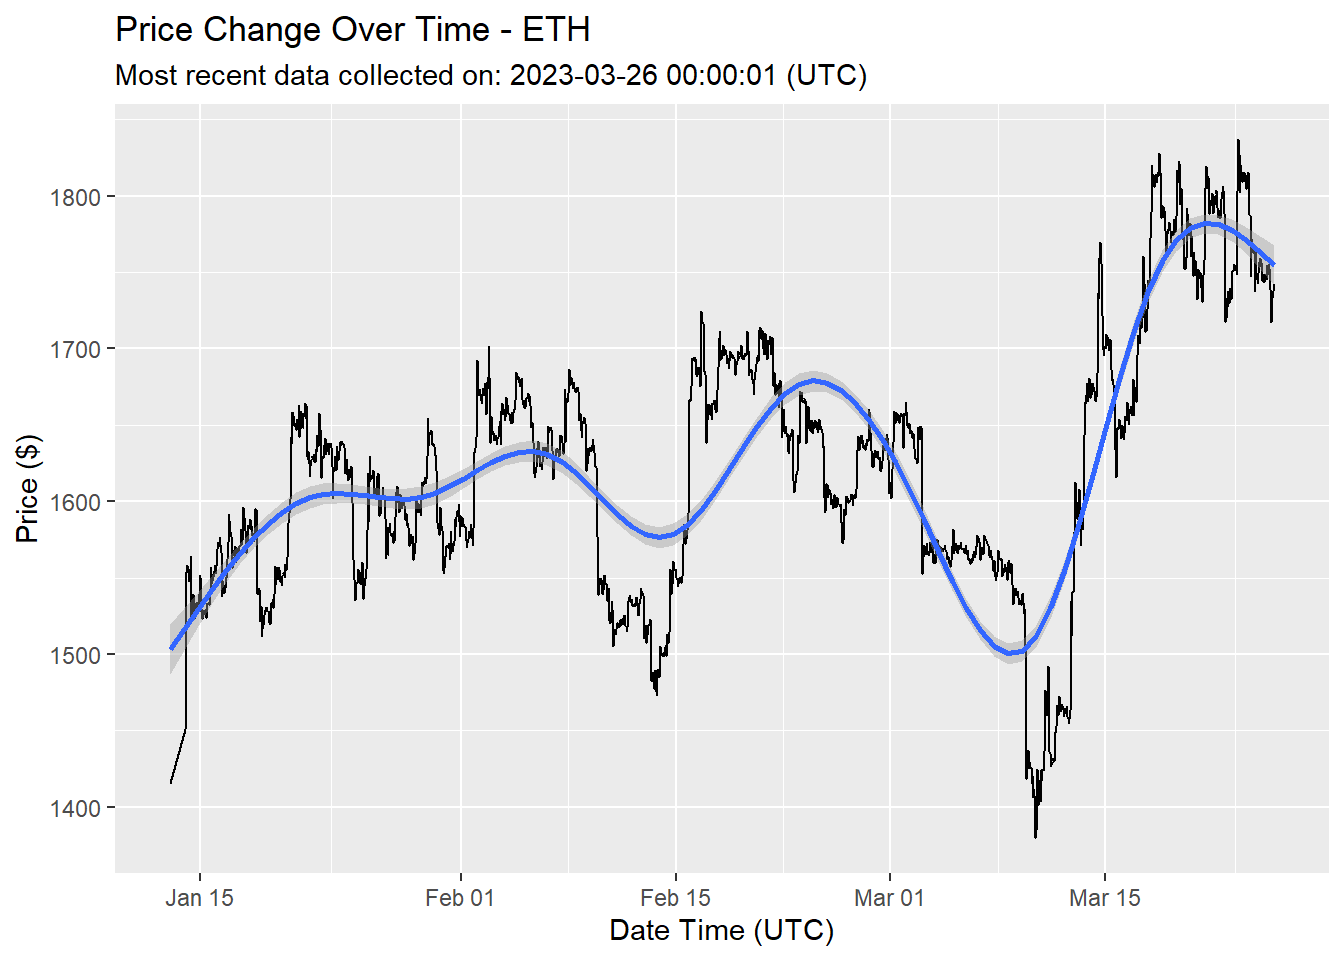 Price Change Over Time - ETH
Most recent data collected on: 2023-03-26 00:00:01 (UTC)
Price ($)
1800
1700
1600
1500
1400
Jan 15 Feb 01 Feb 15 Mar 01 Mar 15
Date Time (UTC)